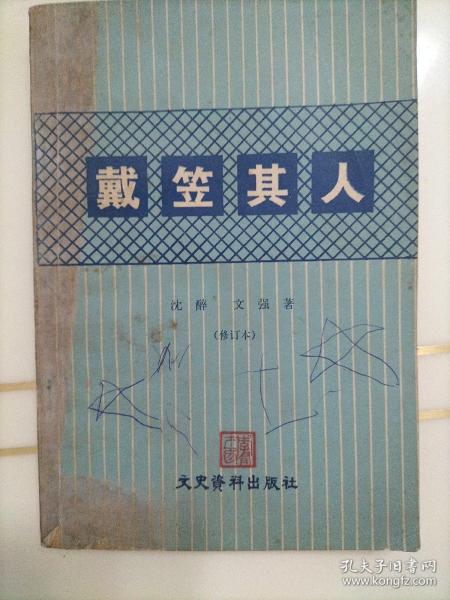 戴笠其人
沈醉 文强著
(修订本)
文史资料出版社
孔夫子旧书网
www.kongfz.com